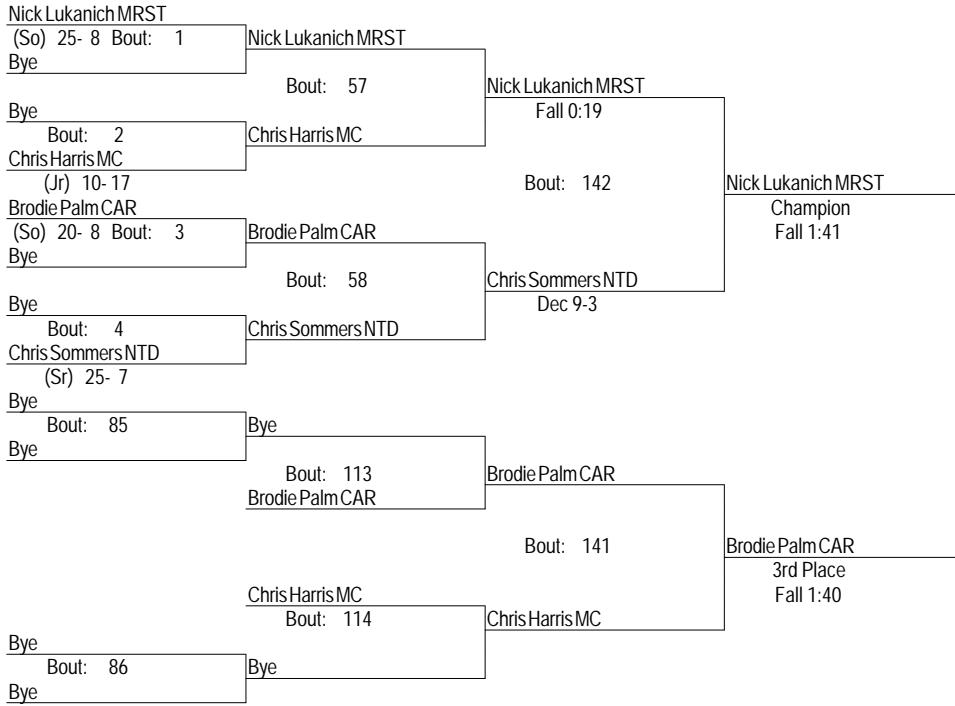 Nick Lukanich MRST
(So) 25- 8 Bout: 1
Bye
Nick Lukanich MRST
Bout: 57
Bye
Bout: 2
Chris Harris MC
(Jr) 10- 17
Chris Harris MC
Nick Lukanich MRST
Fall 0:19
Bout: 142
Brodie Palm CAR
(So) 20- 8 Bout: 3
Bye
Brodie Palm CAR
Bout: 58
Bye
Bout: 4
Chris Sommers NTD
(Sr) 25- 7
Chris Sommers NTD
Chris Sommers NTD
Dec 9-3
Nick Lukanich MRST
Champion
Fall 1:41
Bye
Bout: 85
Bye
Bye
Bout: 113
Brodie Palm CAR
Brodie Palm CAR
Bout: 141
Chris Harris MC
Bout: 114
Bye
Bout: 86
Bye
Bye
Chris Harris MC
Brodie Palm CAR
3rd Place
Fall 1:40